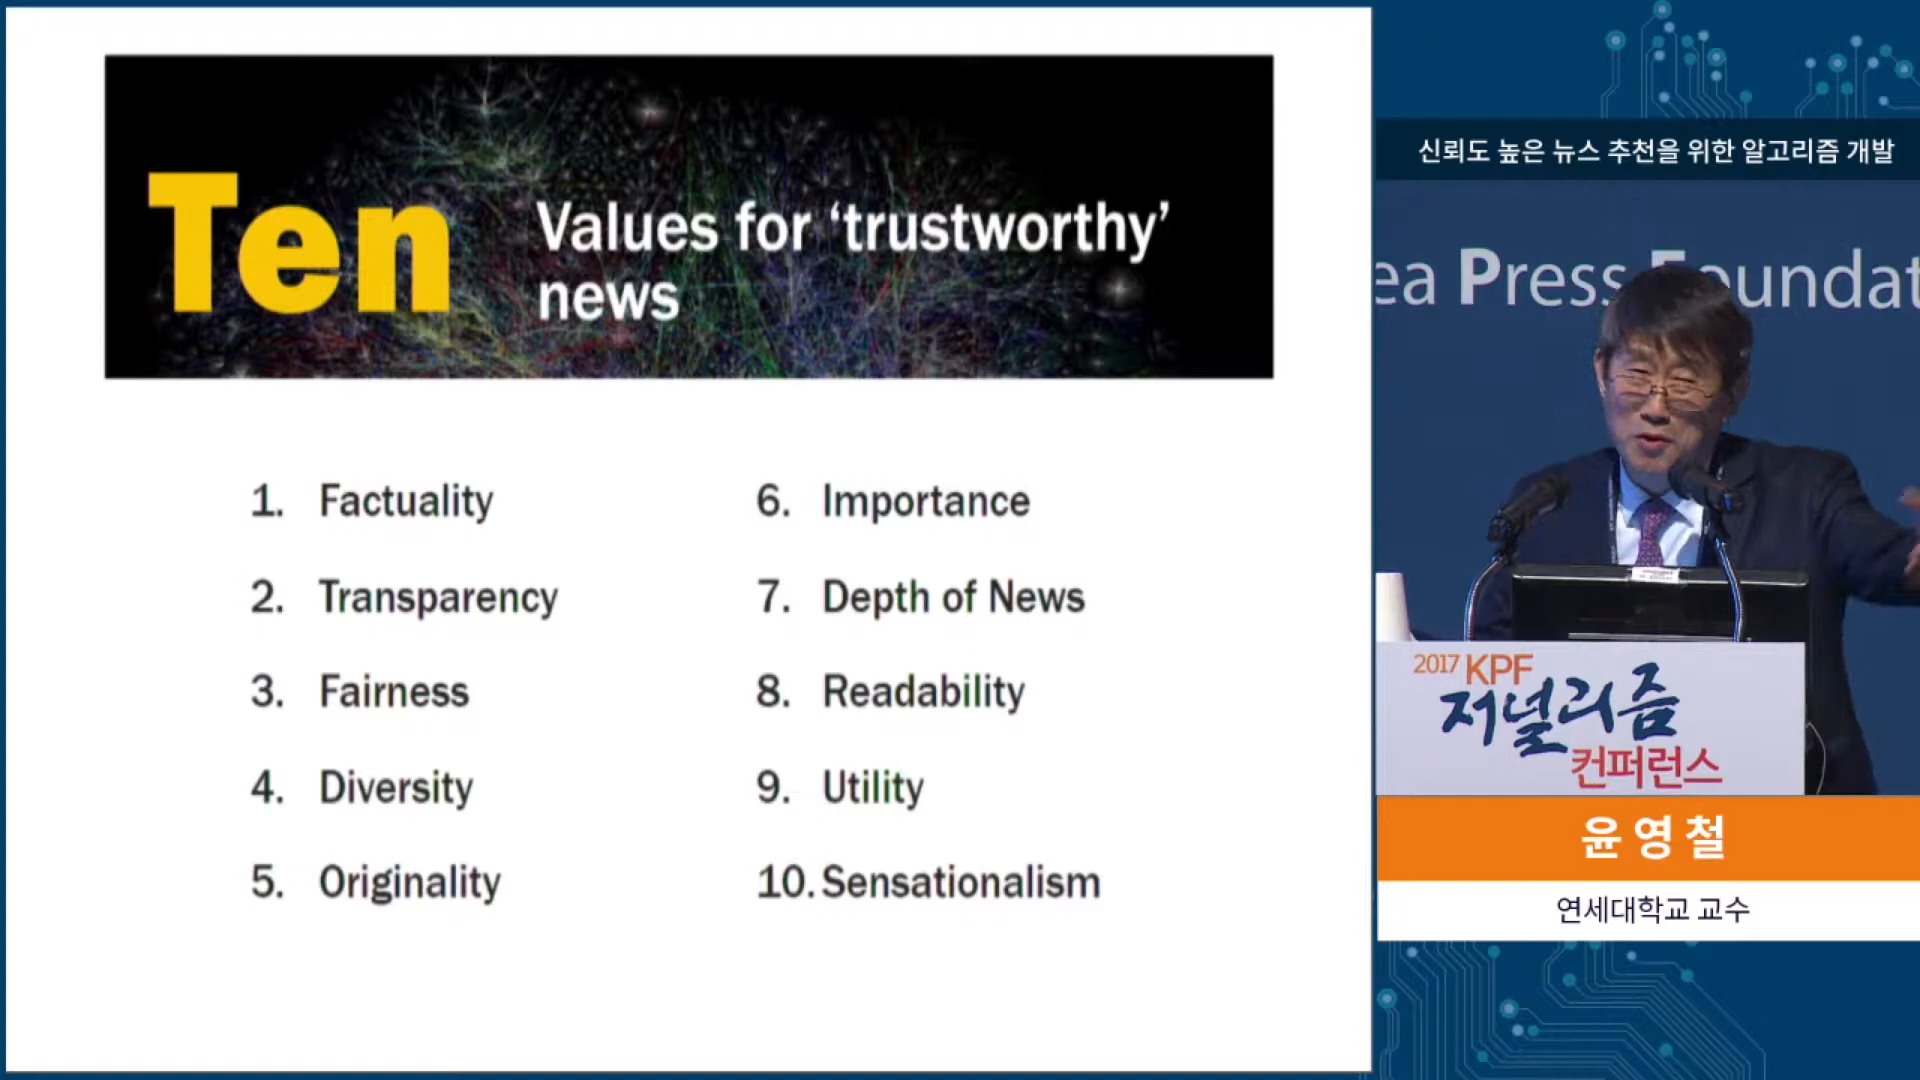 Ten
Values for ‘trustworthy’
news
1. Factuality
2. Transparency
3. Fairness
4. Diversity
5. Originality
6. Importance
7. Depth of News
8. Readability
9. Utility
10. Sensationalism
신뢰도 높은 뉴스 추천을 위한 알고리즘 개발
ea Press Foundat
2017 KPF
저널리즘
컨퍼런스
윤영철
연세대학교 교수